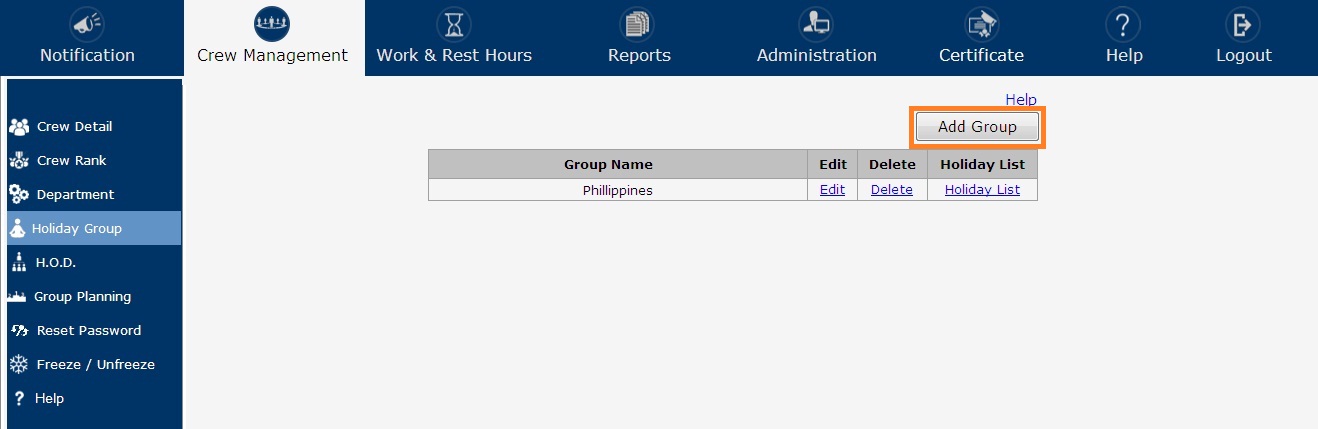 Notification Crew Management Work & Rest Hours Reports Administration Certificate Help Logout
Help
Add Group
Group Name Edit Delete Holiday List
Phillippines Edit Delete Holiday List
Crew Detail
Crew Rank
Department
Holiday Group
H.O.D.
Group Planning
Reset Password
Freeze / Unfreeze
Help